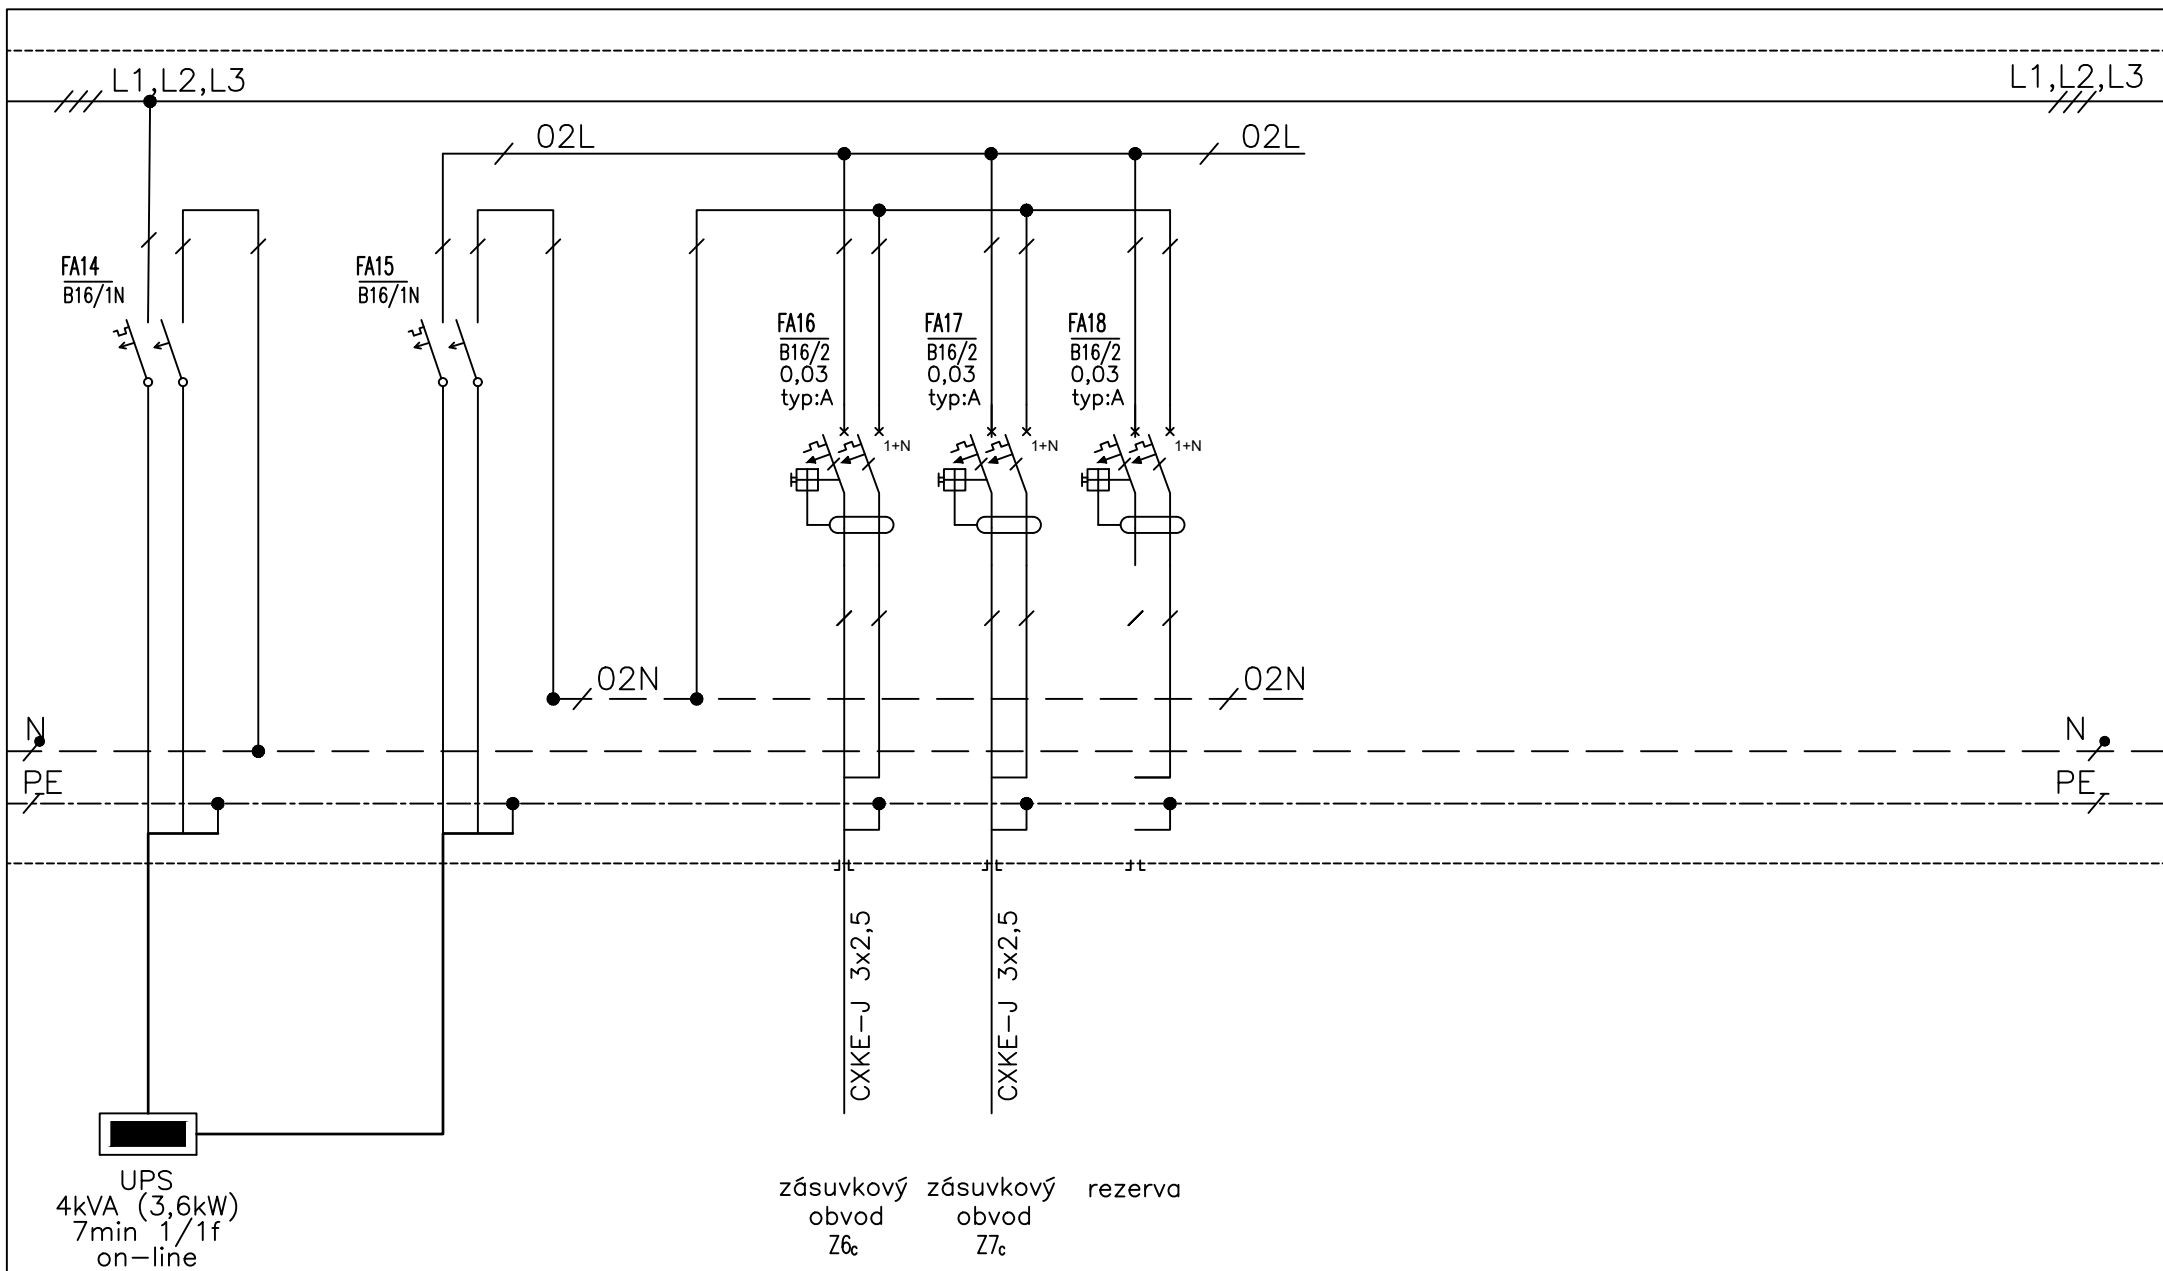 L1,L2,L3
L1,L2,L3
02L
02L
FA14
B16/1N
FA15
B16/1N
FA16
B16/2
0,03
typ:A
1+N
FA17
B16/2
0,03
typ:A
1+N
FA18
B16/2
0,03
typ:A
1+N
02N
02N
N
N
PE
PE
CXKE-J 3x2,5
CXKE-J 3x2,5
UPS
4kVA (3,6kW)
7min 1/1f
on-line
zásuvkový
obvod
Z6c
zásuvkový
obvod
Z7c
rezerva